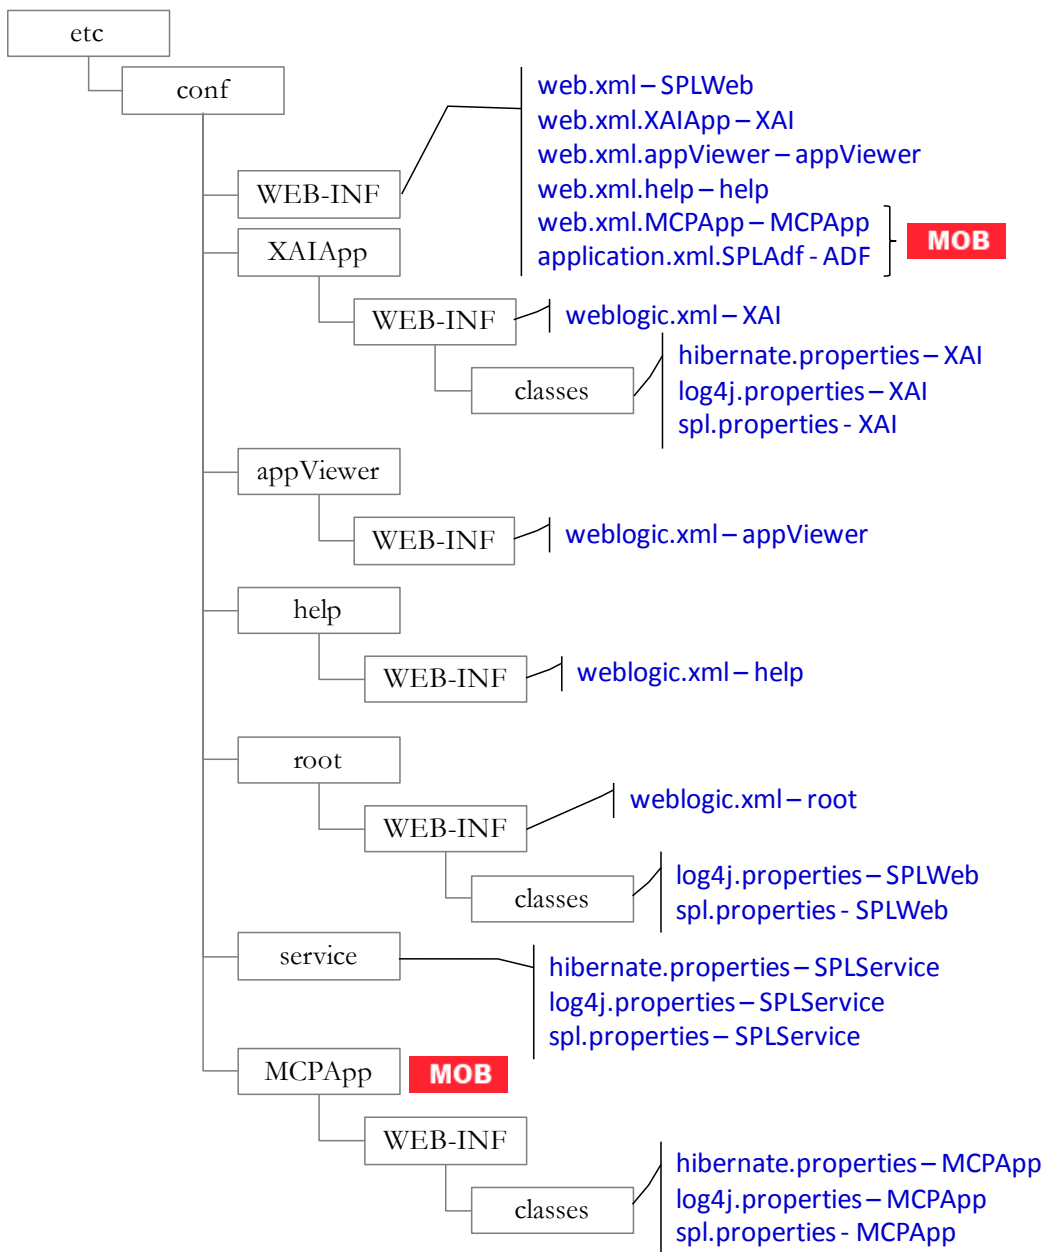 etc
conf
WEB-INF
web.xml – SPLWeb
web.xml.XAIApp – XAI
web.xml.appViewer – appViewer
web.xml.help – help
web.xml.MCPApp – MCPApp
application.xml.SPLAdf - ADF
MOB
XAIApp
WEB-INF
weblogic.xml – XAI
classes
hibernate.properties – XAI
log4j.properties – XAI
spl.properties - XAI
appViewer
WEB-INF
weblogic.xml – appViewer
help
WEB-INF
weblogic.xml – help
root
WEB-INF
weblogic.xml – root
classes
log4j.properties – SPLWeb
spl.properties - SPLWeb
service
hibernate.properties – SPLService
log4j.properties – SPLService
spl.properties – SPLService
MCPApp
MOB
WEB-INF
classes
hibernate.properties – MCPApp
log4j.properties – MCPApp
spl.properties - MCPApp